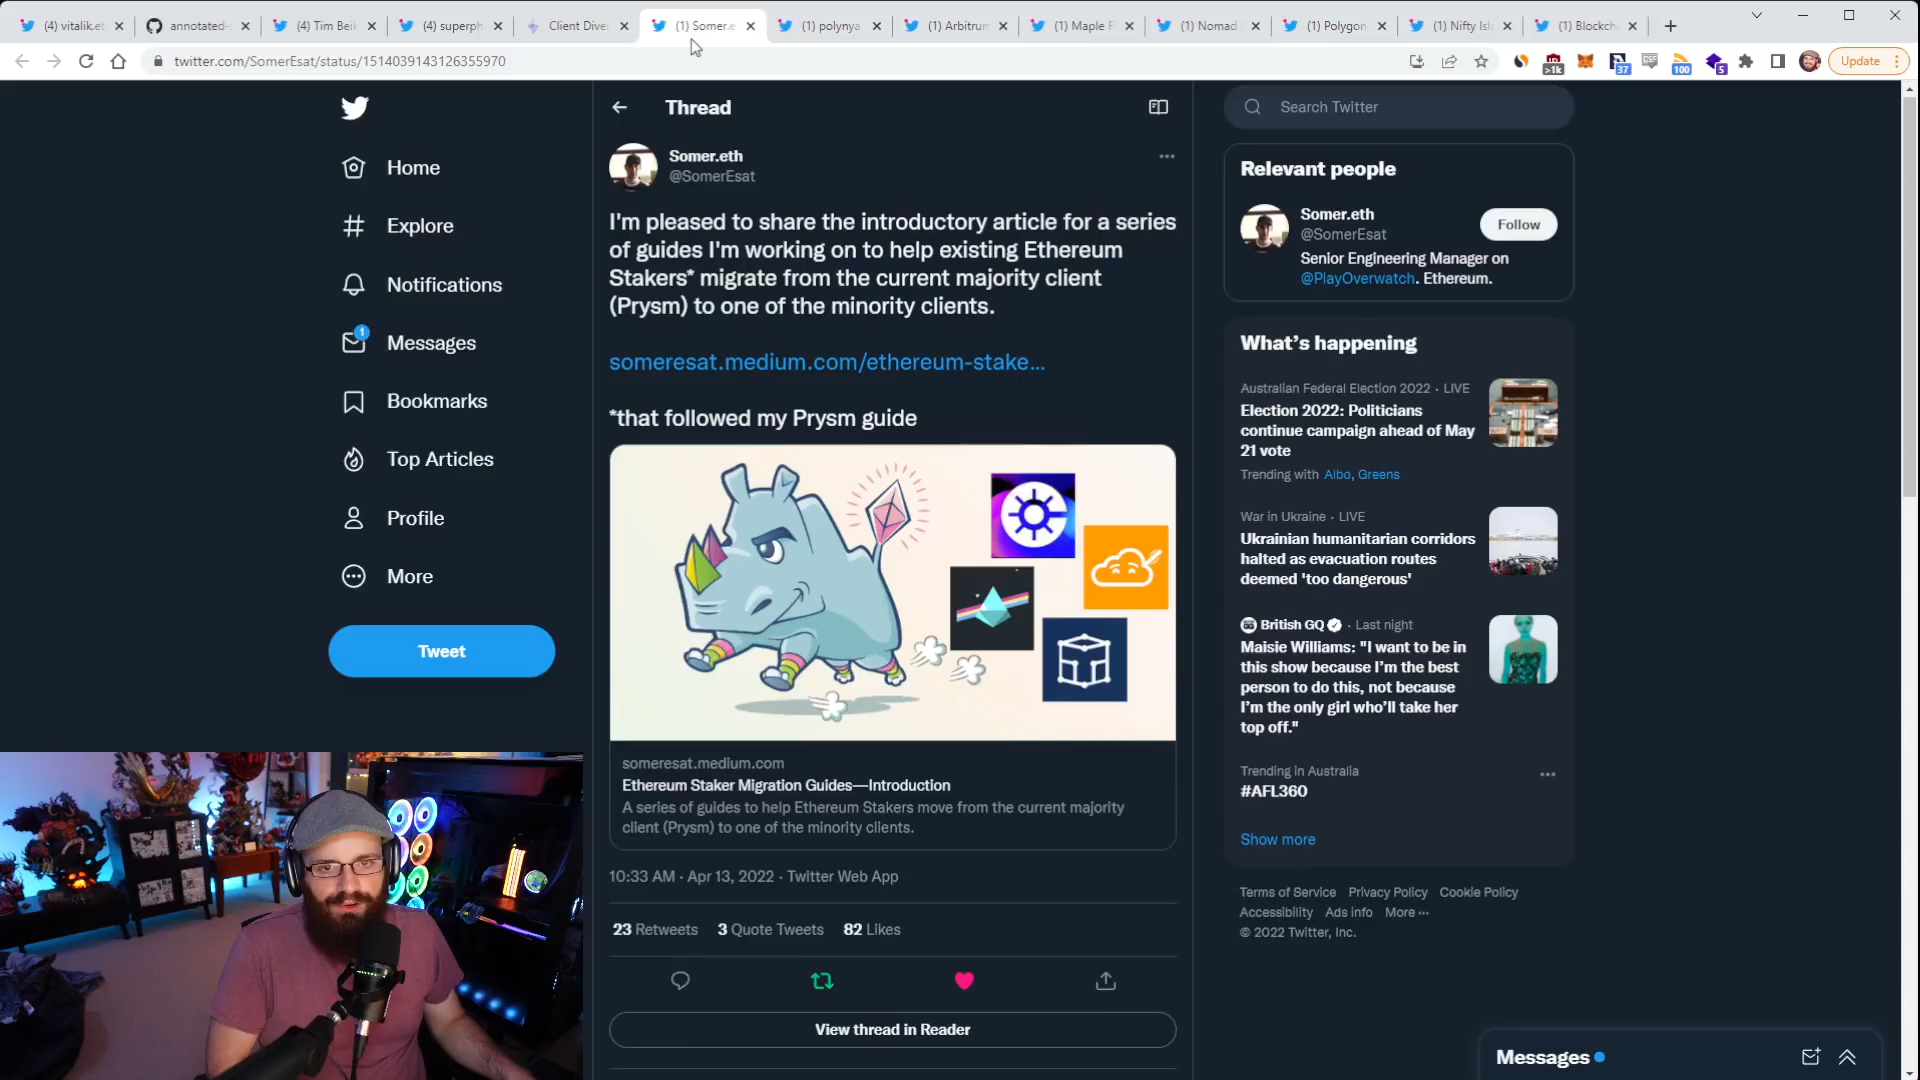 (4) vitalik.et
annotated-
(4) Tim Beik
(4) superph
Client Diver
(1) Somer.e
(1) polynya
(1) Arbitrum
(1) Maple F
(1) Nomad
(1) Polygon
(1) Nifty Isl
(1) Blockch
twitter.com/SomerEsat/status/1514039143126355970
>1k
37
100
5
Update
Home
Explore
Notifications
1
Messages
Bookmarks
Top Articles
Profile
More
Tweet
Thread
Somer.eth
@SomerEsat
I'm pleased to share the introductory article for a series
of guides I'm working on to help existing Ethereum
Stakers* migrate from the current majority client
(Prysm) to one of the minority clients.
someresat.medium.com/ethereum-stake...
*that followed my Prysm guide
someresat.medium.com
Ethereum Staker Migration Guides—Introduction
A series of guides to help Ethereum Stakers move from the current majority
client (Prysm) to one of the minority clients.
10:33 AM · Apr 13, 2022 · Twitter Web App
23 Retweets 3 Quote Tweets 82 Likes
View thread in Reader
Search Twitter
Relevant people
Somer.eth
@SomerEsat
Follow
Senior Engineering Manager on
@PlayOverwatch. Ethereum.
What's happening
Australian Federal Election 2022 · LIVE
Election 2022: Politicians
continue campaign ahead of May
21 vote
Trending with Albo, Greens
War in Ukraine · LIVE
Ukrainian humanitarian corridors
halted as evacuation routes
deemed 'too dangerous'
British GQ · Last night
Maisie Williams: "I want to be in
this show because I'm the best
person to do this, not because
I'm the only girl who'll take her
top off."
Trending in Australia
#AFL360
Show more
Terms of Service Privacy Policy Cookie Policy
Accessibility Ads info More ···
© 2022 Twitter, Inc.
Messages